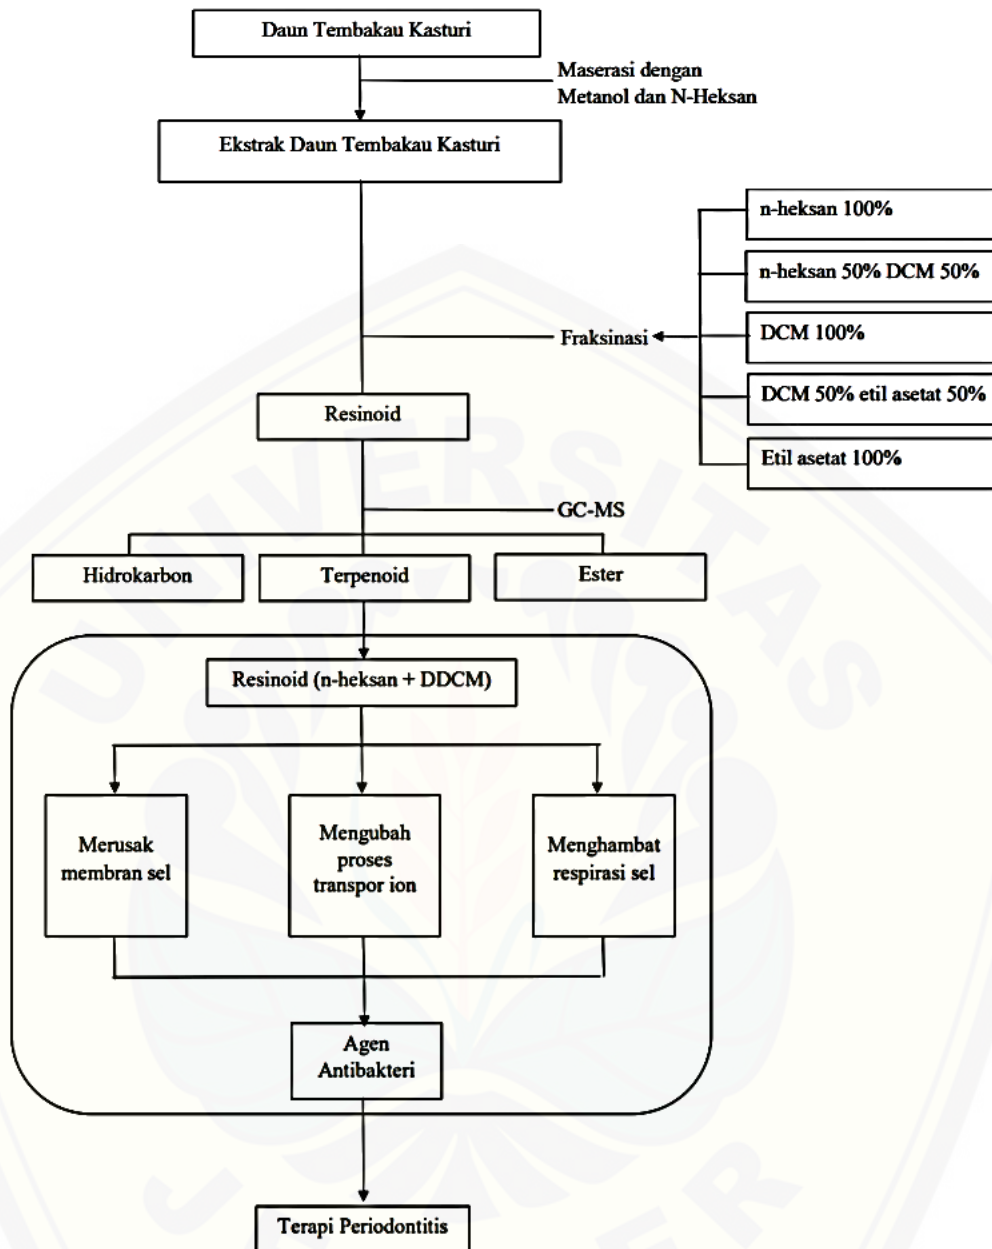 Daun Tembakau Kasturi
Maserasi dengan
Metanol dan N-Heksan
Ekstrak Daun Tembakau Kasturi
n-heksan 100%
n-heksan 50% DCM 50%
Fraksinasi
DCM 100%
DCM 50% etil asetat 50%
Etil asetat 100%
Resinoid
GC-MS
Hidrokarbon
Terpenoid
Ester
Resinoid (n-heksan + DDCM)
Merusak
membran sel
Mengubah
proses
transpor ion
Menghambat
respirasi sel
Agen
Antibakteri
Terapi Periodontitis
UNIVERSITAS
JEMBER